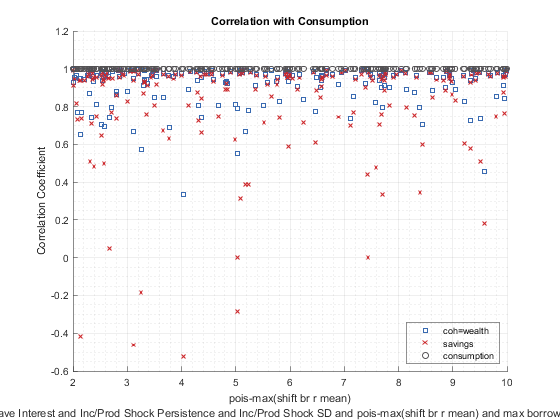 Correlation with Consumption
1.2
1
0.8
0.6
0.4
0.2
0
-0.2
-0.4
-0.6
Correlation Coefficient
2 3 4 5 6 7 8 9 10
coh=wealth
savings
consumption
pois-max(shift br r mean)
ave Interest and Inc/Prod Shock Persistence and Inc/Prod Shock SD and pois-max(shift br r mean) and max borrow